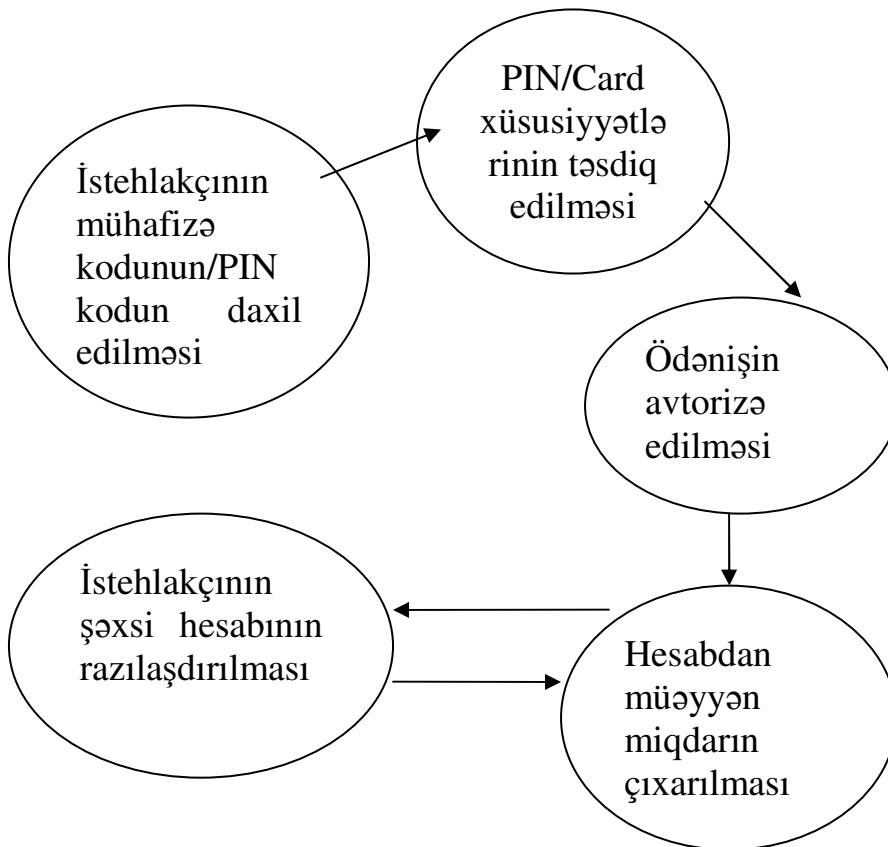 İstehlakçının
mühafizə
kodunun/PIN
kodun daxil
edilməsi
PIN/Card
xüsusiyyətlə
rinin təsdiq
edilməsi
Ödənişin
avtorizə
edilməsi
Hesabdan
müəyyən
miqdarın
çıxarılması
İstehlakçının
şəxsi hesabının
razılaşdırılması